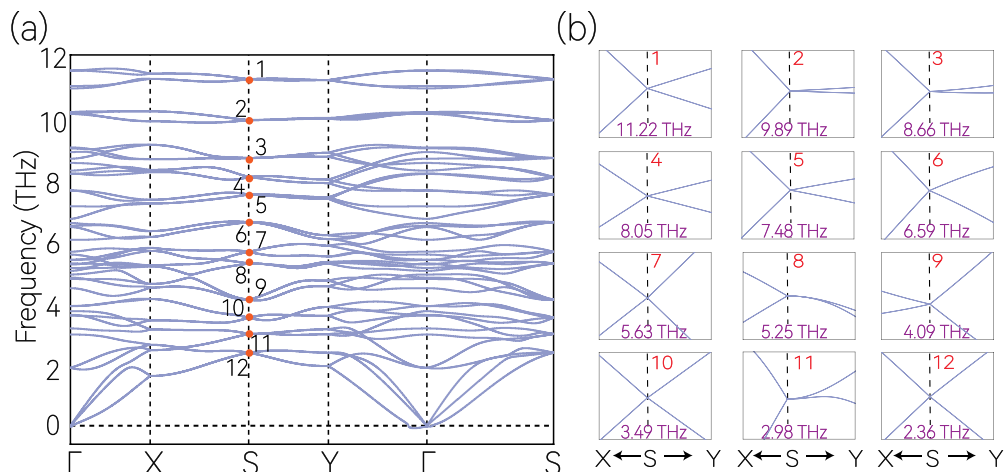 (a)
12
10
8
6
4
2
0
Frequency (THz)
1
2
3
4
5
6
7
8
9
10
11
12
Γ X S Y Γ S
(b)
1
11.22 THz
2
9.89 THz
3
8.66 THz
4
8.05 THz
5
7.48 THz
6
6.59 THz
7
5.63 THz
8
5.25 THz
9
4.09 THz
10
3.49 THz
11
2.98 THz
12
2.36 THz
X ← S → Y X ← S → Y X ← S → Y